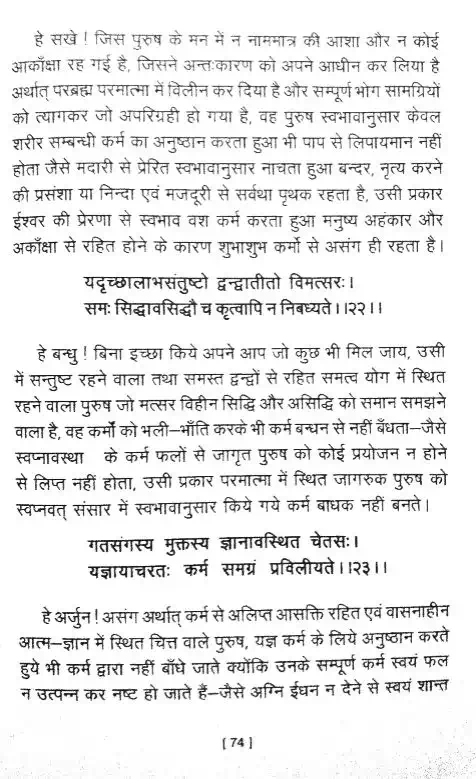 हे सखे ! जिस पुरुष के मन में न नाममात्र की आशा और न कोई
आकाँक्षा रह गई है, जिसने अन्तःकारण को अपने आधीन कर लिया है
अर्थात् परब्रह्म परमात्मा में विलीन कर दिया है और सम्पूर्ण भोग सामग्रियों
को त्यागकर जो अपरिग्रही हो गया है, वह पुरुष स्वभावानुसार केवल
शरीर सम्बन्धी कर्म का अनुष्ठान करता हुआ भी पाप से लिपायमान नहीं
होता जैसे मदारी से प्रेरित स्वभावानुसार नाचता हुआ बन्दर, नृत्य करने
की प्रसंशा या निन्दा एवं मजदूरी से सर्वथा पृथक रहता है, उसी प्रकार
ईश्वर की प्रेरणा से स्वभाव वश कर्म करता हुआ मनुष्य अहंकार और
अकाँक्षा से रहित होने के कारण शुभाशुभ कर्मो से असंग ही रहता है।
यदृच्छालाभसंतुष्टो द्वन्द्वातीतो विमत्सरः।
समः सिद्धावसिद्धौ च कृत्वापि न निबध्यते।।२२।।
हे बन्धु ! बिना इच्छा किये अपने आप जो कुछ भी मिल जाय, उसी
में सन्तुष्ट रहने वाला तथा समस्त द्वन्द्वों से रहित समत्व योग में स्थित
रहने वाला पुरुष जो मत्सर विहीन सिद्धि और असिद्धि को समान समझने
वाला है, वह कर्मों को भली–भाँति करके भी कर्म बन्धन से नहीं बँधता–जैसे
स्वप्नावस्था के कर्म फलों से जागृत पुरुष को कोई प्रयोजन न होने
से लिप्त नहीं होता, उसी प्रकार परमात्मा में स्थित जागरुक पुरुष को
स्वप्नवत् संसार में स्वभावानुसार किये गये कर्म बाधक नहीं बनते।
गतसंगस्य मुक्तस्य ज्ञानावस्थित चेतसः।
यज्ञायाचरतः कर्म समग्रं प्रविलीयते।।२३।।
हे अर्जुन ! असंग अर्थात् कर्म से अलिप्त आसक्ति रहित एवं वासनाहीन
आत्म–ज्ञान में स्थित चित्त वाले पुरुष, यज्ञ कर्म के लिये अनुष्ठान करते
हुये भी कर्म द्वारा नहीं बाँधे जाते क्योंकि उनके सम्पूर्ण कर्म स्वयं फल
न उत्पन्न कर नष्ट हो जाते हैं–जैसे अग्नि ईधन न देने से स्वयं शान्त
[ 74 ]